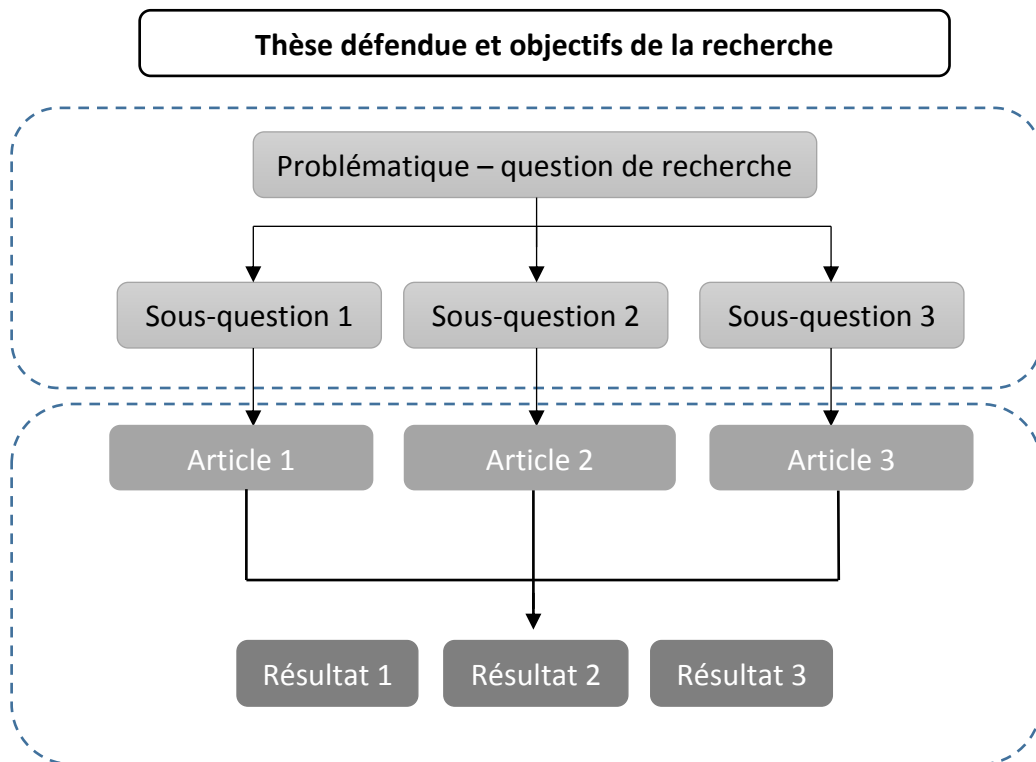 Thèse défendue et objectifs de la recherche
Problématique – question de recherche
Sous-question 1
Sous-question 2
Sous-question 3
Article 1
Article 2
Article 3
Résultat 1
Résultat 2
Résultat 3